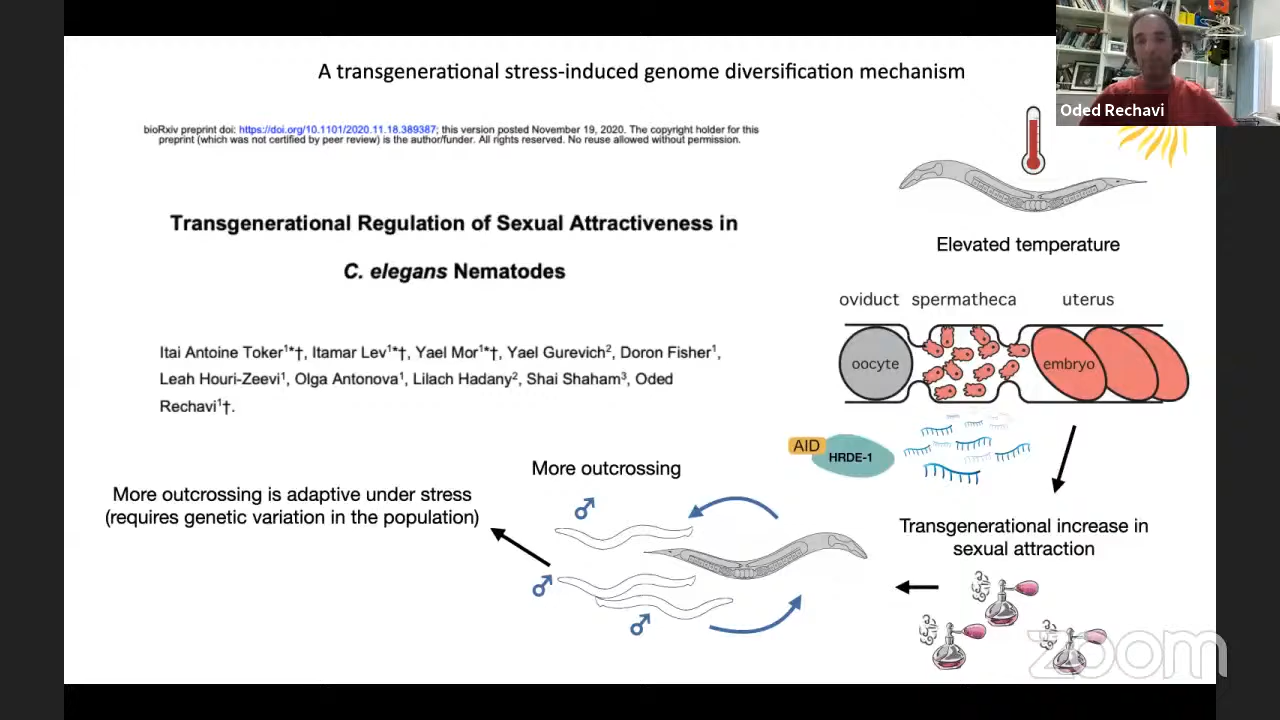 A transgenerational stress-induced genome diversification mechanism
Oded Rechavi
bioRxiv preprint doi: https://doi.org/10.1101/2020.11.18.389387; this version posted November 19, 2020. The copyright holder for this
preprint (which was not certified by peer review) is the author/funder. All rights reserved. No reuse allowed without permission.
Transgenerational Regulation of Sexual Attractiveness in
C. elegans Nematodes
Itai Antoine Toker1*†, Itamar Lev1*†, Yael Mor1*†, Yael Gurevich2, Doron Fisher1,
Leah Houri-Zeevi1, Olga Antonova1, Lilach Hadany2, Shai Shaham3, Oded
Rechavi1†.
Elevated temperature
oviduct spermatheca uterus
oocyte
embryo
AID
HRDE-1
Transgenerational increase in
sexual attraction
More outcrossing
♂
♂
♂
More outcrossing is adaptive under stress
(requires genetic variation in the population)
zoom